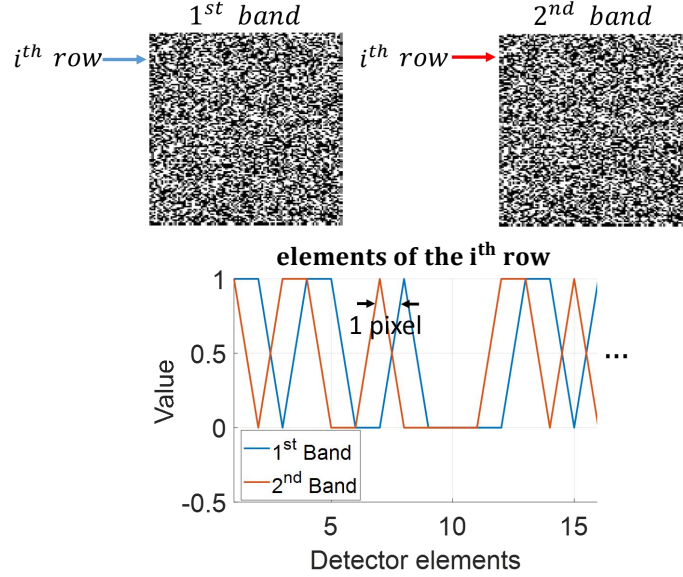 1st band
2nd band
ith row
ith row
elements of the ith row
1 pixel
...
Value
1
0.5
0
-0.5
1st Band
2nd Band
5
10
15
Detector elements